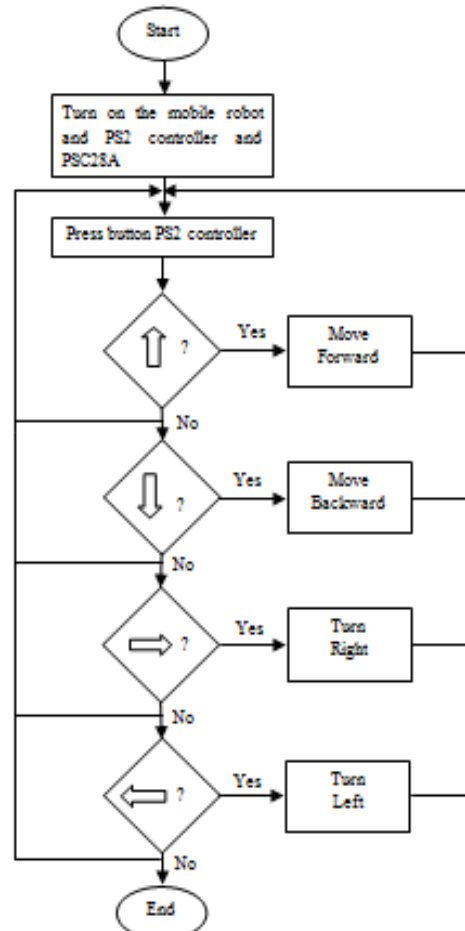 Start
Turn on the mobile robot
and PS2 controller and
PSC28A
Press button PS2 controller
?
Yes
Move
Forward
No
?
Yes
Move
Backward
No
?
Yes
Turn
Right
No
?
Yes
Turn
Left
No
End